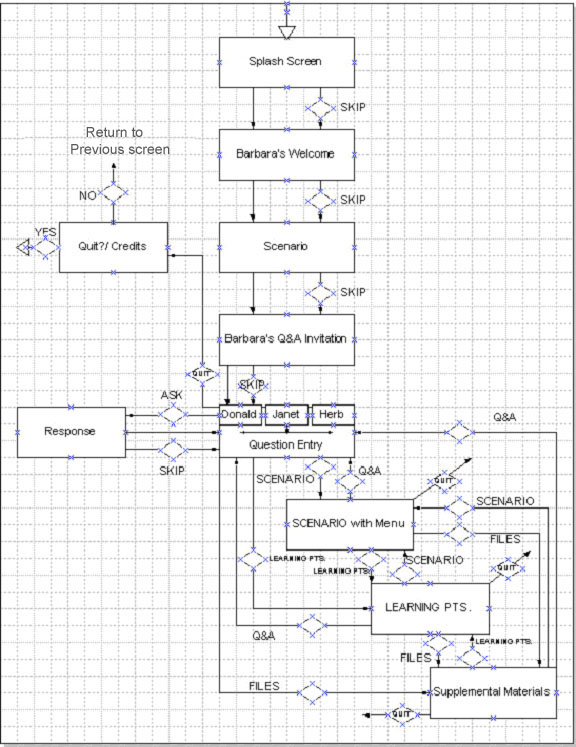 Splash Screen
SKIP
Return to
Previous screen
Barbara's Welcome
NO
SKIP
YES
Quit?/ Credits
Scenario
SKIP
Barbara's Q&A Invitation
QUIT
SKIP
ASK
Donald
Janet
Herb
Q&A
Response
Question Entry
SKIP
SCENARIO
Q&A
QUIT
SCENARIO
SCENARIO with Menu
FILES
LEARNING PTS.
SCENARIO
LEARNING PTS.
QUIT
LEARNING PTS.
Q&A
LEARNING PTS.
FILES
FILES
Supplemental Materials
QUIT